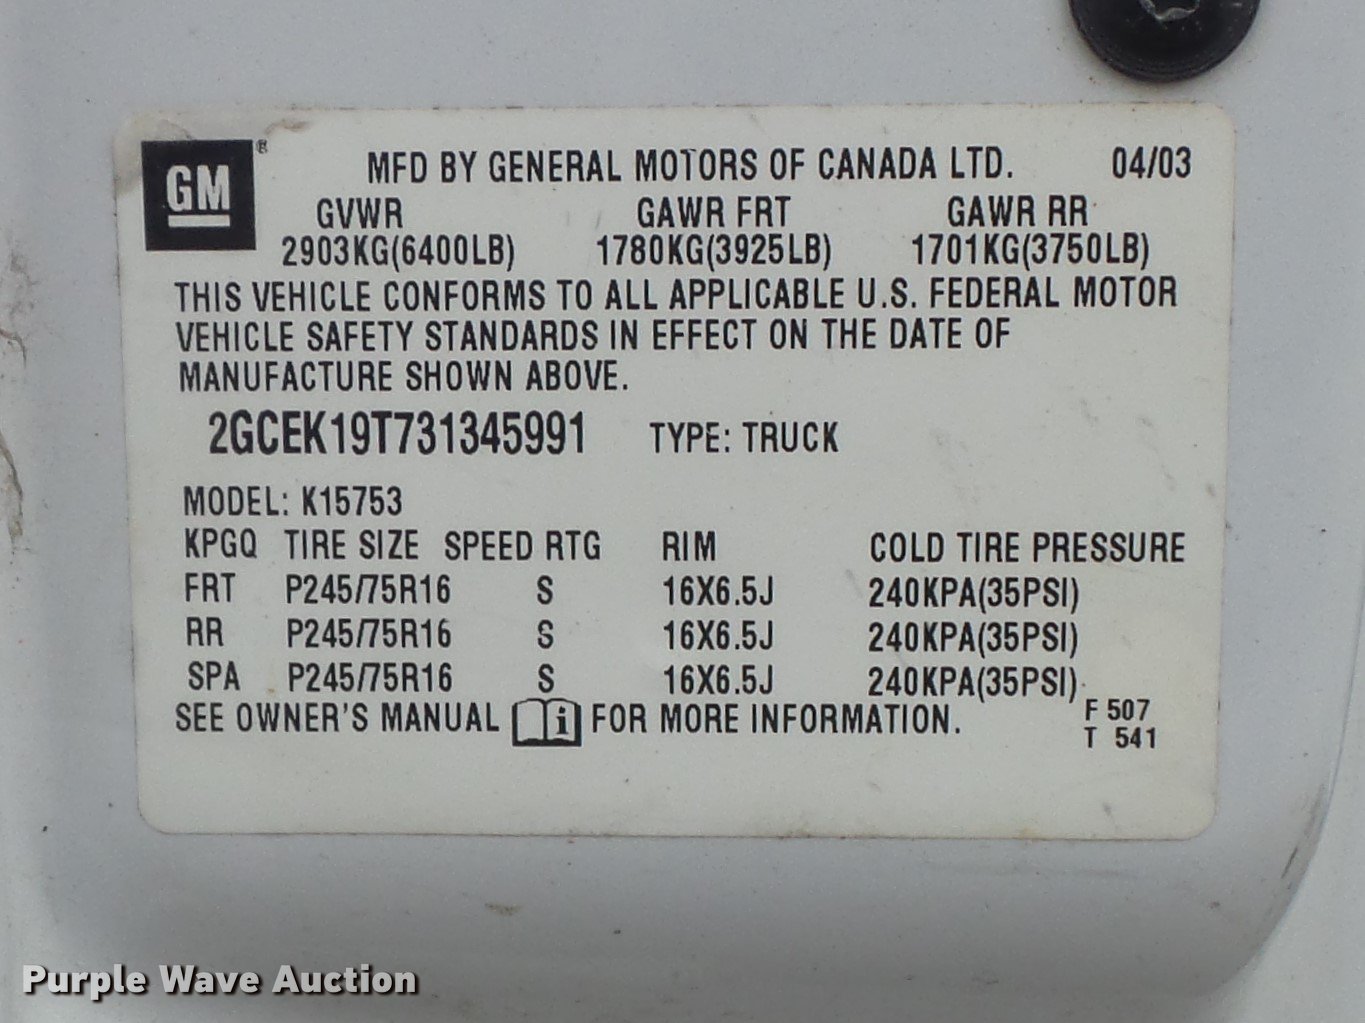 GM®
MFD BY GENERAL MOTORS OF CANADA LTD. 04/03
GVWR GAWR FRT GAWR RR
2903KG(6400LB) 1780KG(3925LB) 1701KG(3750LB)
THIS VEHICLE CONFORMS TO ALL APPLICABLE U.S. FEDERAL MOTOR
VEHICLE SAFETY STANDARDS IN EFFECT ON THE DATE OF
MANUFACTURE SHOWN ABOVE.
2GCEK19T731345991 TYPE: TRUCK
MODEL: K15753
KPGQ TIRE SIZE SPEED RTG RIM COLD TIRE PRESSURE
FRT P245/75R16 S 16X6.5J 240KPA(35PSI)
RR P245/75R16 S 16X6.5J 240KPA(35PSI)
SPA P245/75R16 S 16X6.5J 240KPA(35PSI)
SEE OWNER'S MANUAL i FOR MORE INFORMATION. F 507
T 541
Purple Wave Auction